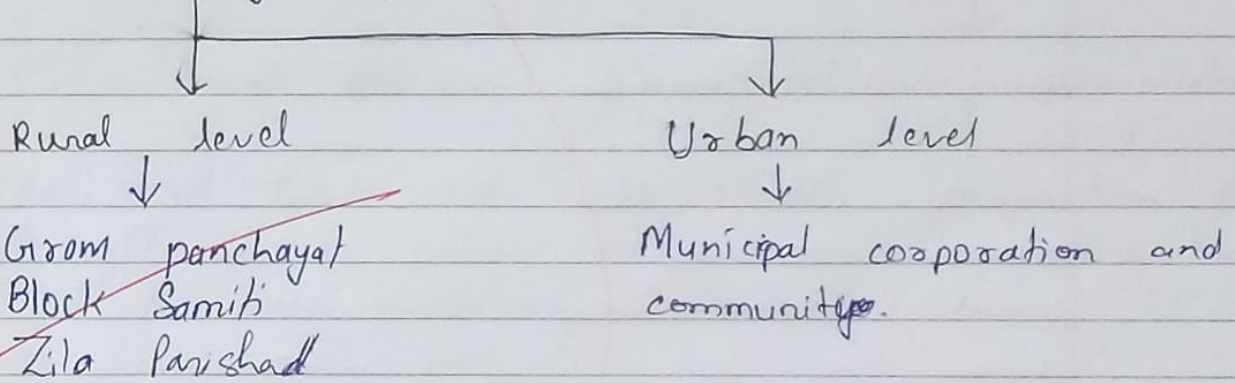 Rural level
Urban level
Grom panchayat
Block Samiti
Zila Parishad
Municipal corporation and
community.